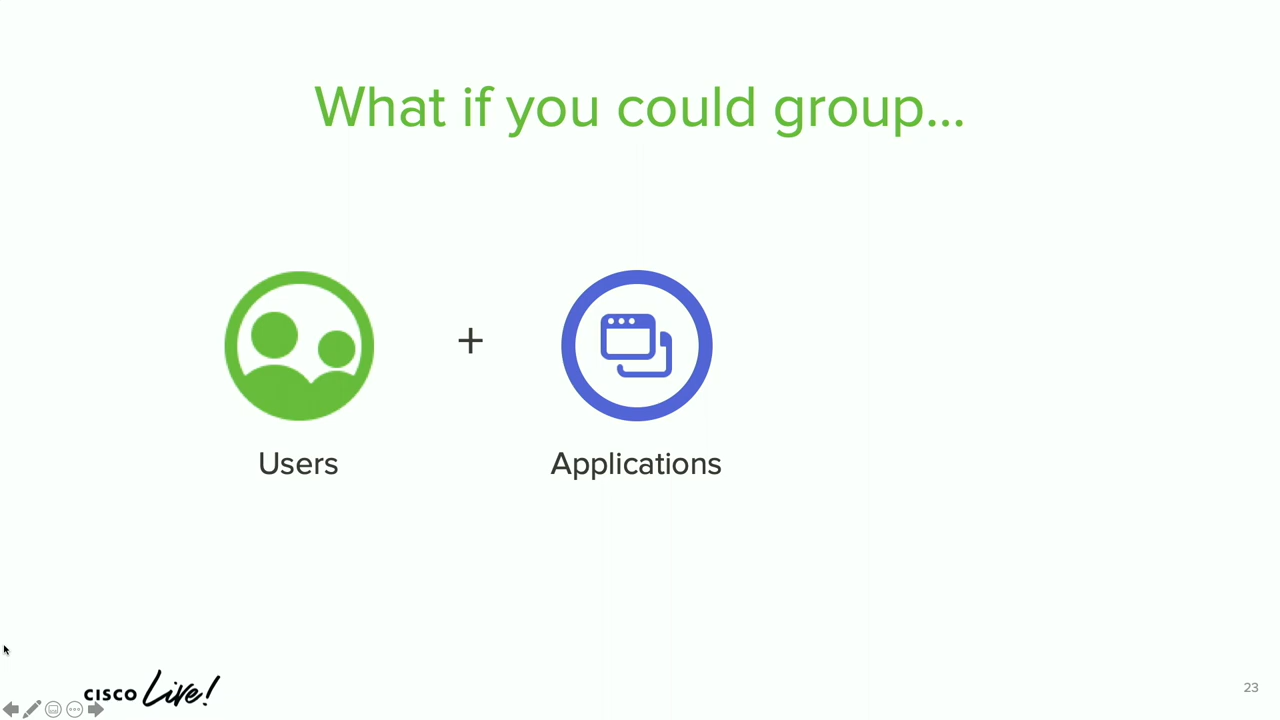 What if you could group...
+
Users
Applications
CISCO Live!
23